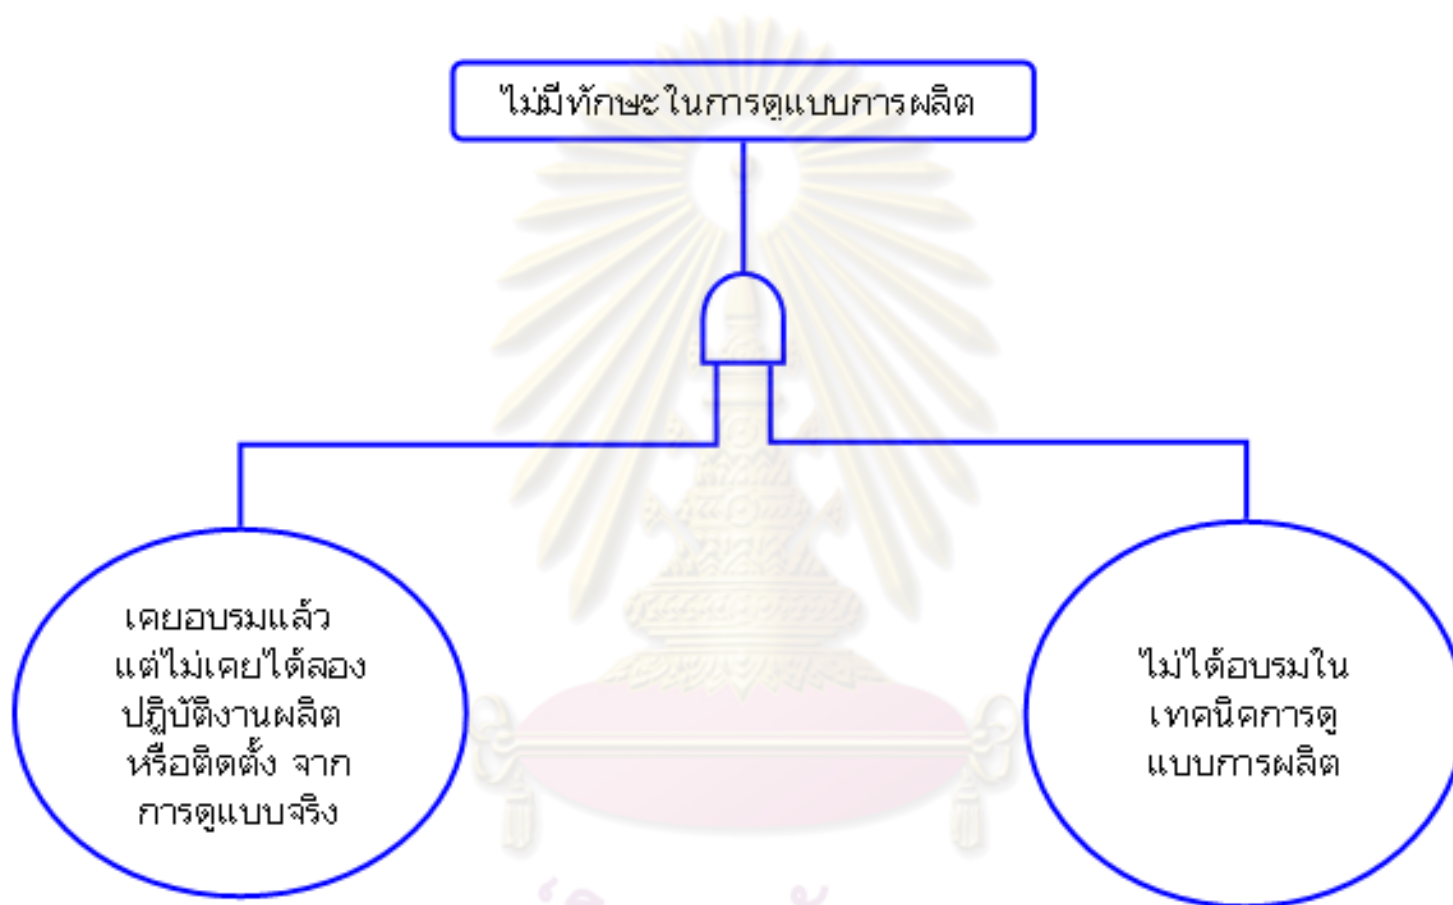 ไม่มีทักษะในการดูแบบการผลิต
เคยอบรมแล้ว
แต่ไม่เคยได้ลอง
ปฏิบัติงานผลิต
หรือติดตั้ง จาก
การดูแบบจริง
ไม่ได้อบรมใน
เทคนิคการดู
แบบการผลิต